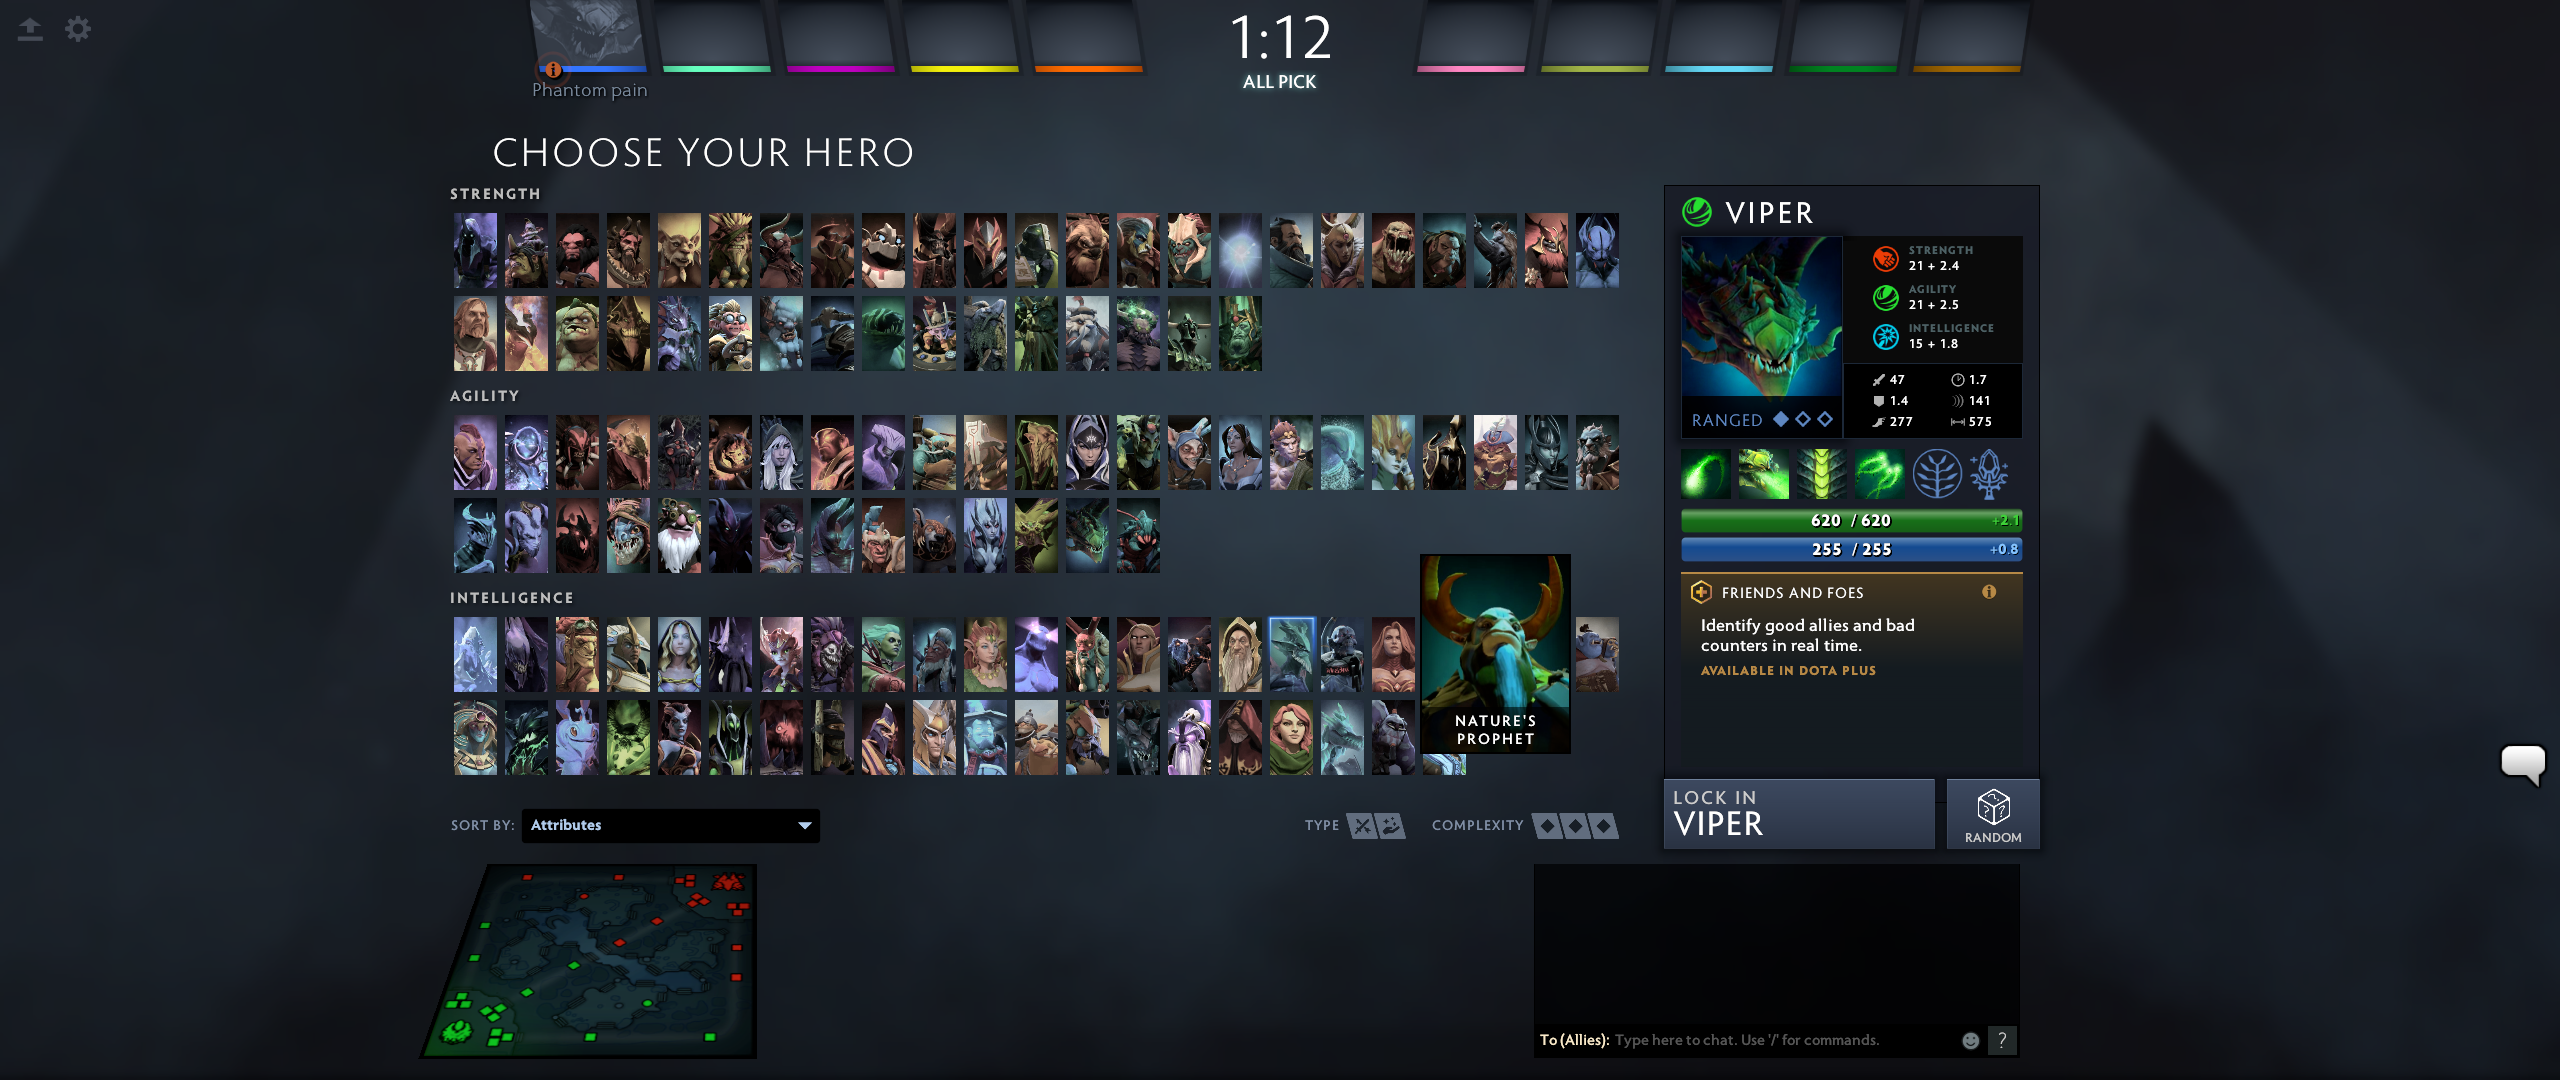 1:12
ALL PICK
Phantom pain
CHOOSE YOUR HERO
STRENGTH
AGILITY
INTELLIGENCE
NATURE'S
PROPHET
SORT BY: Attributes
TYPE
COMPLEXITY
VIPER
STRENGTH
21 + 2.4
AGILITY
21 + 2.5
INTELLIGENCE
15 + 1.8
RANGED
47 1.7
1.4 141
277 575
620 / 620 +2.1
255 / 255 +0.8
FRIENDS AND FOES
Identify good allies and bad
counters in real time.
AVAILABLE IN DOTA PLUS
LOCK IN
VIPER
RANDOM
To (Allies): Type here to chat. Use '/' for commands. ?